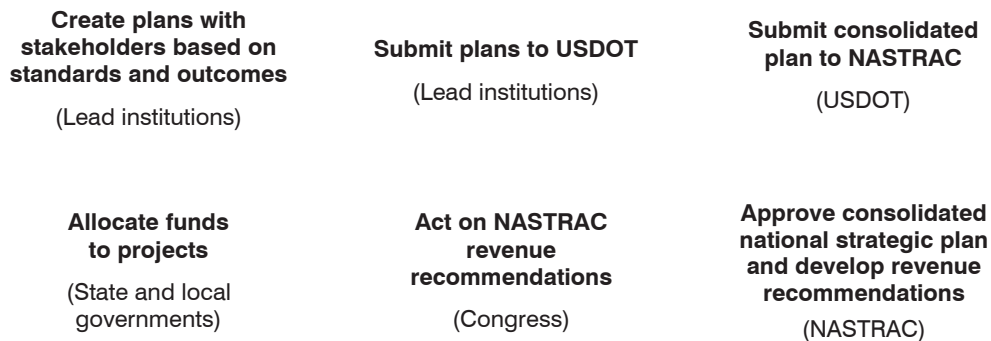 Create plans with
stakeholders based on
standards and outcomes
(Lead institutions)
Submit plans to USDOT
(Lead institutions)
Submit consolidated
plan to NASTRAC
(USDOT)
Allocate funds
to projects
(State and local
governments)
Act on NASTRAC
revenue
recommendations
(Congress)
Approve consolidated
national strategic plan
and develop revenue
recommendations
(NASTRAC)